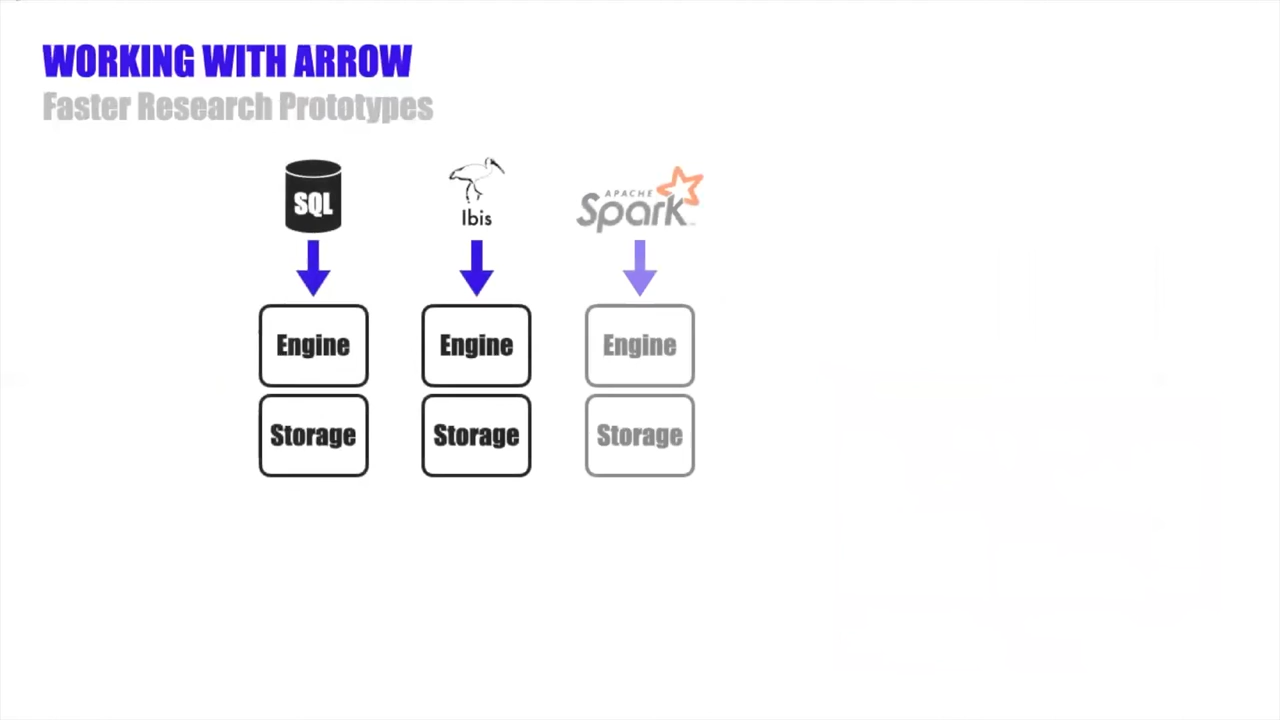 WORKING WITH ARROW
Faster Research Prototypes
SQL
Ibis
APACHE
Spark
Engine
Engine
Engine
Storage
Storage
Storage